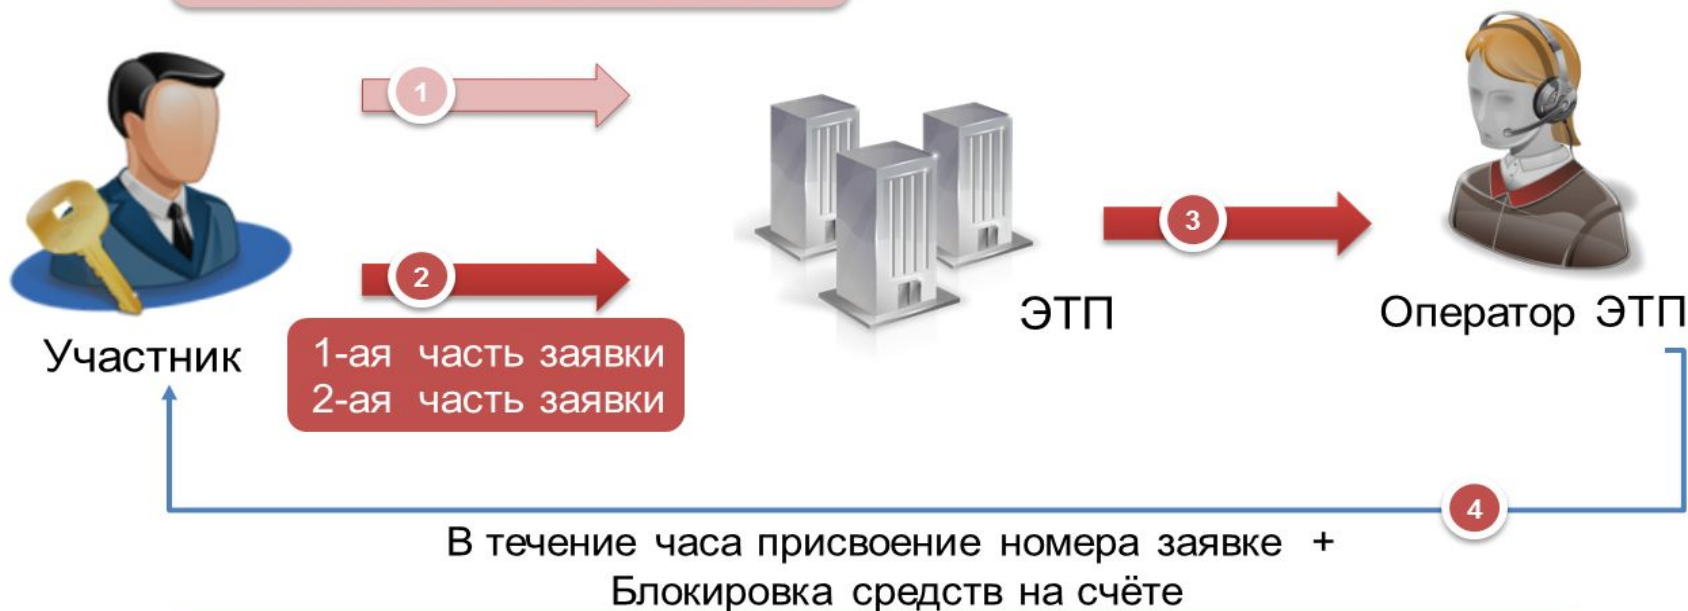 1
3
2
ЭТП
Оператор ЭТП
Участник
1-ая часть заявки
2-ая часть заявки
4
В течение часа присвоение номера заявке +
Блокировка средств на счёте